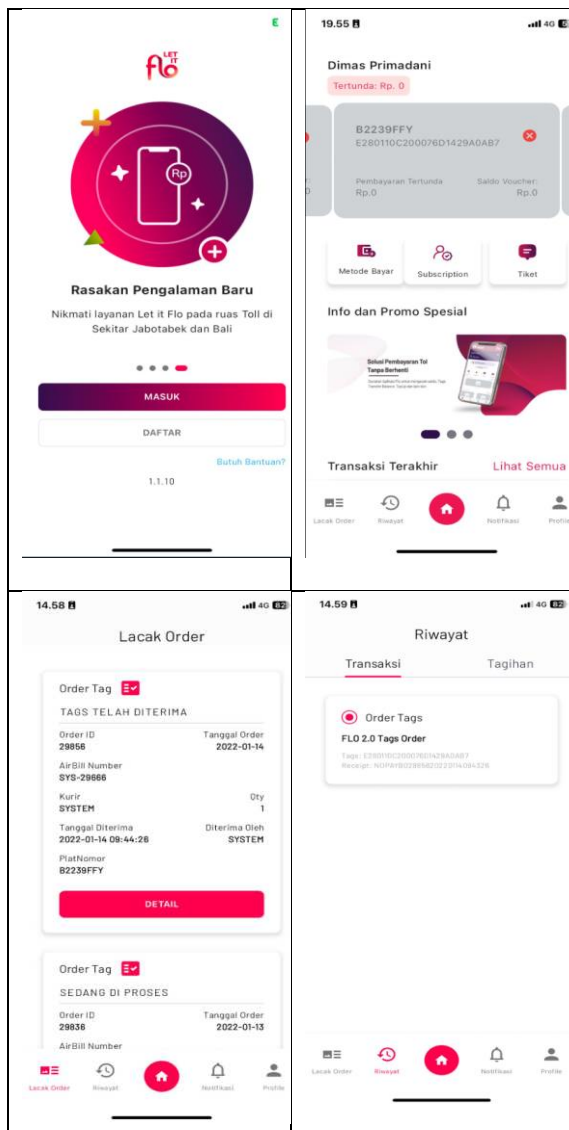 E
LET
IT
flo
Rp
Rasakan Pengalaman Baru
Nikmati layanan Let it Flo pada ruas Toll di
Sekitar Jabotabek dan Bali
MASUK
DAFTAR
Butuh Bantuan?
1.1.10
19.55
4G
Dimas Primadani
Tertunda: Rp. 0
B2239FFY
E280110C200076D1429A0AB7
Pembayaran Tertunda Saldo Voucher:
Rp.0 Rp.0
Metode Bayar Subscription Tiket
Info dan Promo Spesial
Solusi Pembayaran Tol
Tanpa Berhenti
Transaksi Terakhir Lihat Semua
Lacak Order Riwayat Notifikasi Profile
14.58
4G 82
Lacak Order
Order Tag
TAGS TELAH DITERIMA
Order ID Tanggal Order
29856 2022-01-14
AirBill Number
SYS-29666
Kurir Qty
SYSTEM 1
Tanggal Diterima Diterima Oleh
2022-01-14 09:44:26 SYSTEM
PlatNomor
B2239FFY
DETAIL
Order Tag
SEDANG DI PROSES
Order ID Tanggal Order
29836 2022-01-13
AirBill Number
Lacak Order Riwayat Notifikasi Profile
14.59
4G 82
Riwayat
Transaksi Tagihan
Order Tags
FLO 2.0 Tags Order
Tags: E280110C200076D1429A0AB7
Receipt:
Lacak Order Riwayat Notifikasi Profile